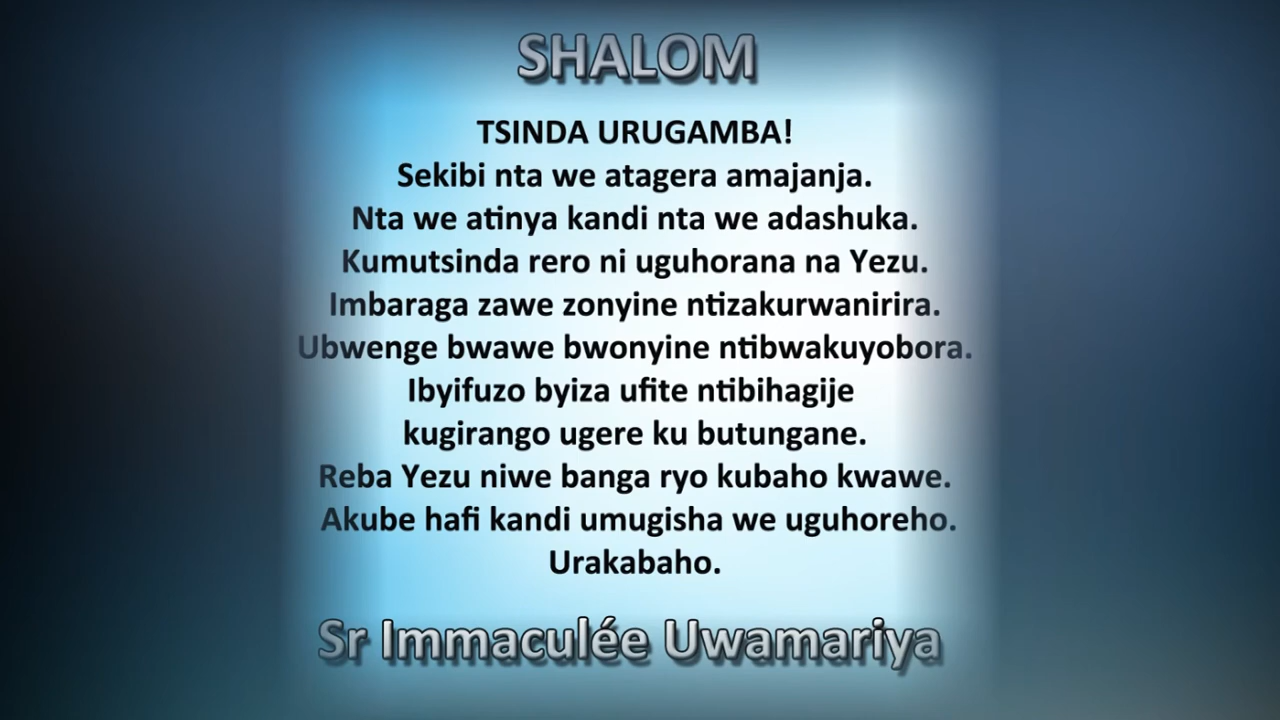 SHALOM
TSINDA URUGAMBA!
Sekibi nta we atagera amajanja.
Nta we atinya kandi nta we adashuka.
Kumutsinda rero ni uguhorana na Yezu.
Imbaraga zawe zonyine ntizakurwanirira.
Ubwenge bwawe bwonyine ntibwakuyobora.
Ibyifuzo byiza ufite ntibihagije
kugirango ugere ku butungane.
Reba Yezu niwe banga ryo kubaho kwawe.
Akube hafi kandi umugisha we uguhoreho.
Urakabaho.
Sr Immaculée Uwamariya